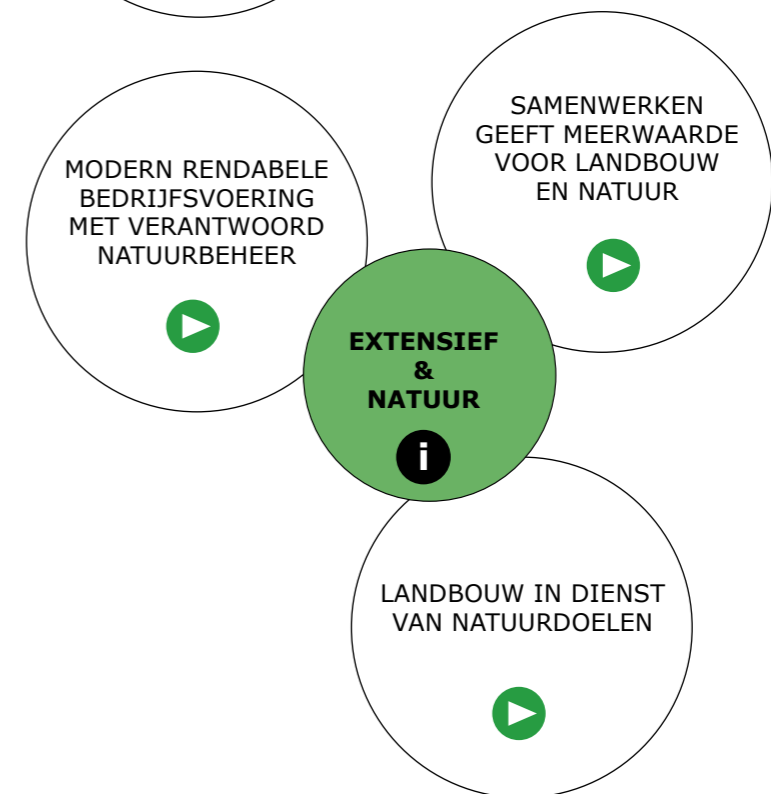 SAMENWERKEN
GEEFT MEERWAARDE
VOOR LANDBOUW
EN NATUUR
MODERN RENDABELE
BEDRIJFSVOERING
MET VERANTWOORD
NATUURBEHEER
EXTENSIEF
&
NATUUR
i
LANDBOUW IN DIENST
VAN NATUURDOELEN